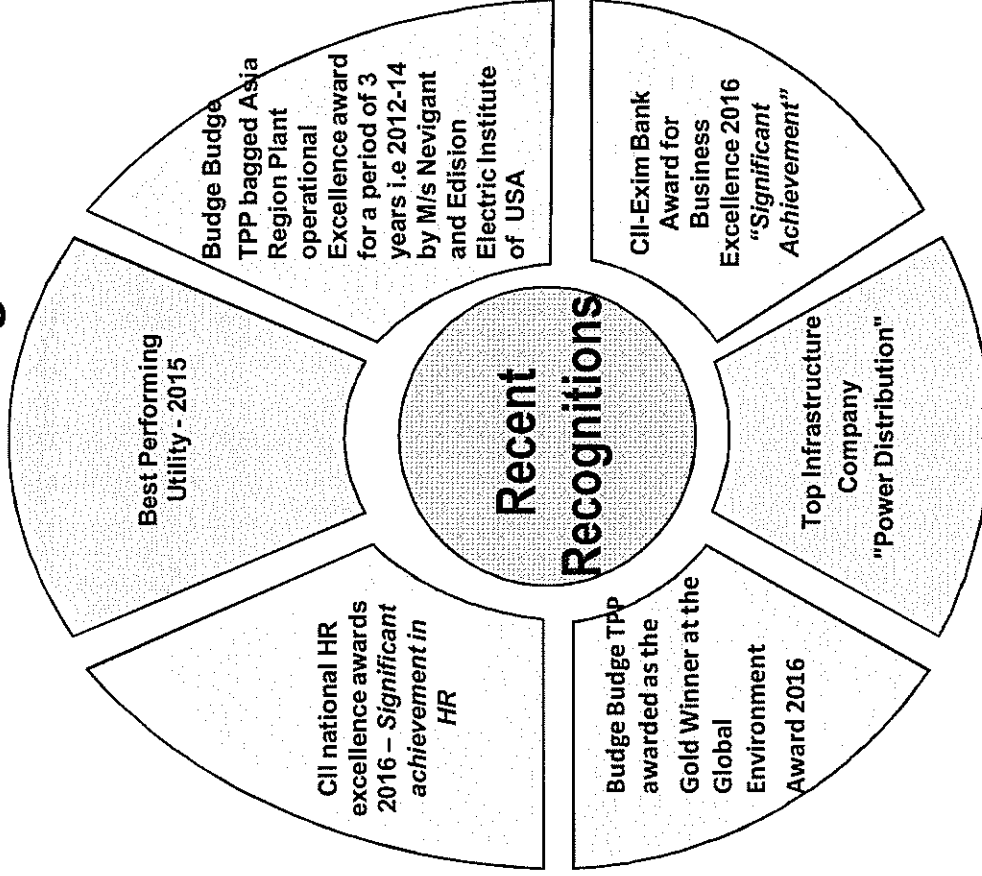 Recent
Recognitions
Best Performing
Utility - 2015
Budge Budge
TPP bagged Asia
Region Plant
operational
Excellence award
for a period of 3
years i.e 2012-14
by M/s Nevigant
and Edision
Electric Institute
of USA
CII-Exim Bank
Award for
Business
Excellence 2016
"Significant
Achievement"
Top Infrastructure
Company
"Power Distribution"
Budge Budge TPP
awarded as the
Gold Winner at the
Global
Environment
Award 2016
CII national HR
excellence awards
2016 – Significant
achievement in
HR